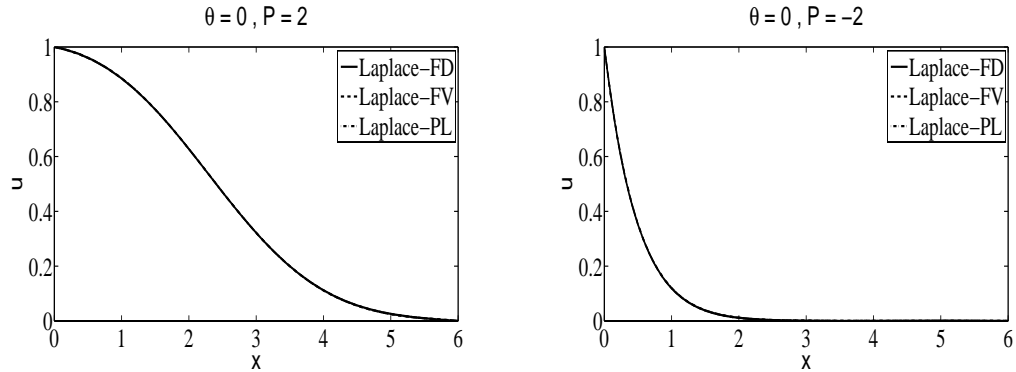 θ = 0 , P = 2
1
0.8
0.6
0.4
0.2
0
u
0 1 2 3 4 5 6
x
Laplace−FD
Laplace−FV
Laplace−PL
θ = 0 , P = −2
1
0.8
0.6
0.4
0.2
0
u
0 1 2 3 4 5 6
x
Laplace−FD
Laplace−FV
Laplace−PL